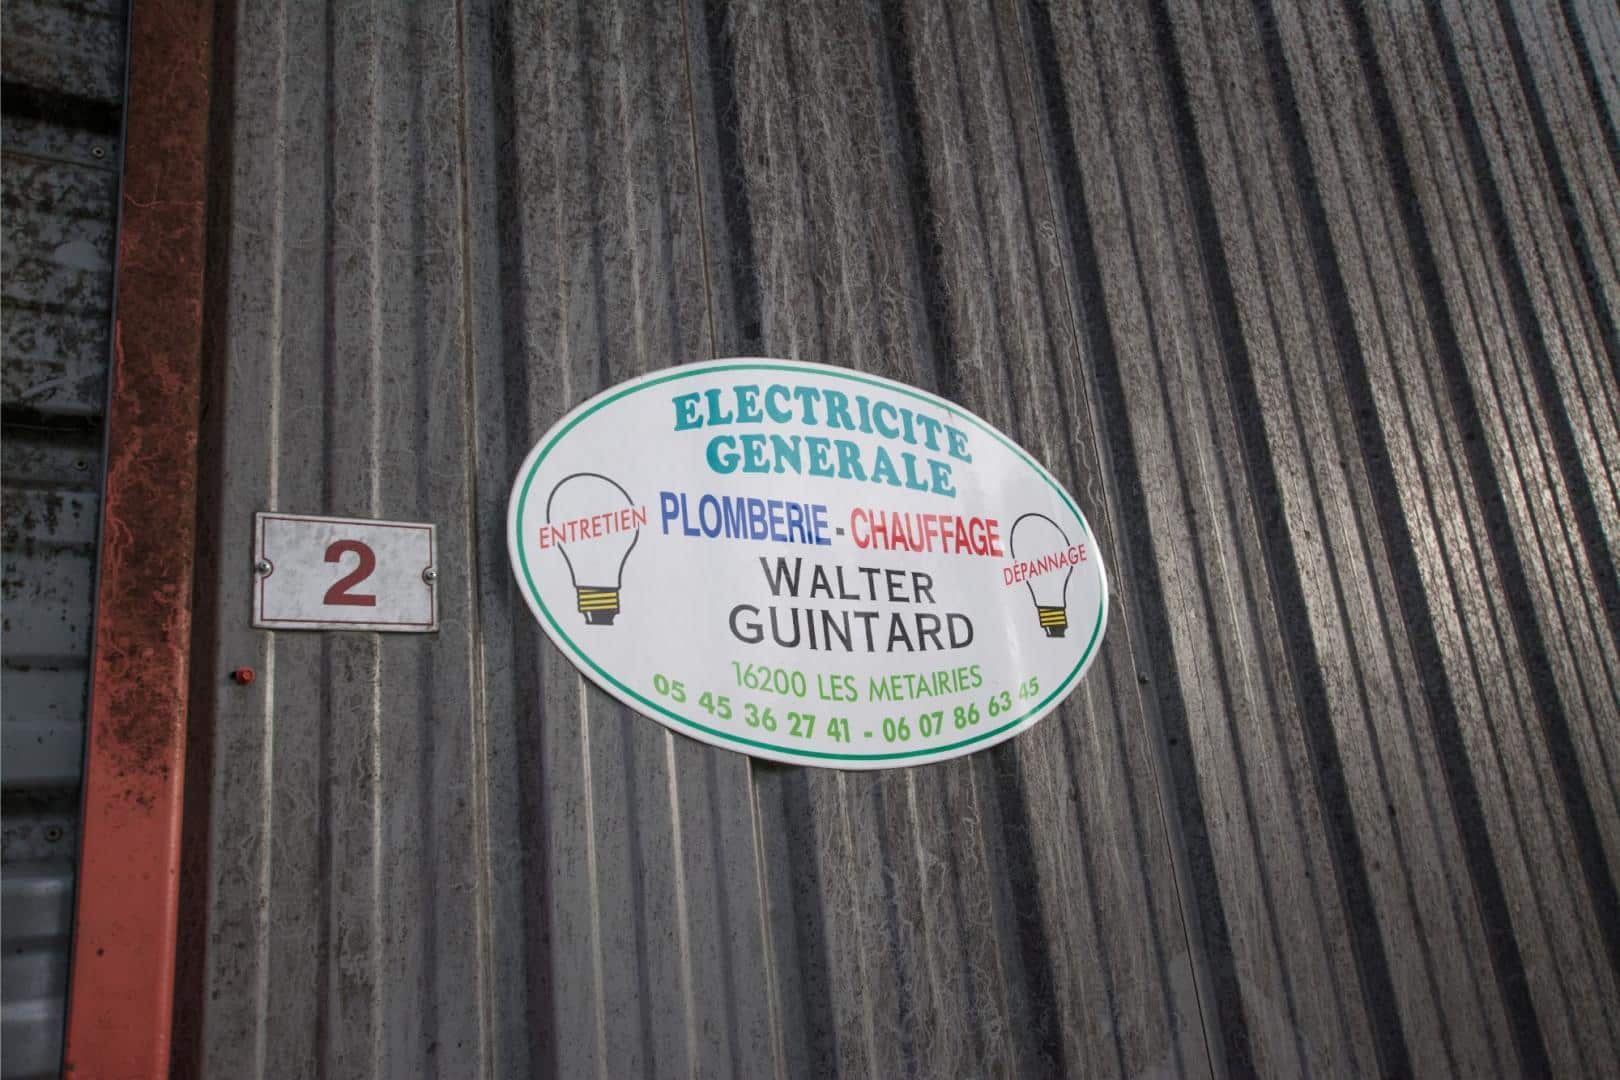 2
ELECTRICITE
GENERALE
ENTRETIEN
PLOMBERIE - CHAUFFAGE
DÉPANNAGE
WALTER
GUINTARD
16200 LES METAIRIES
05 45 36 27 41 - 06 07 86 63 45